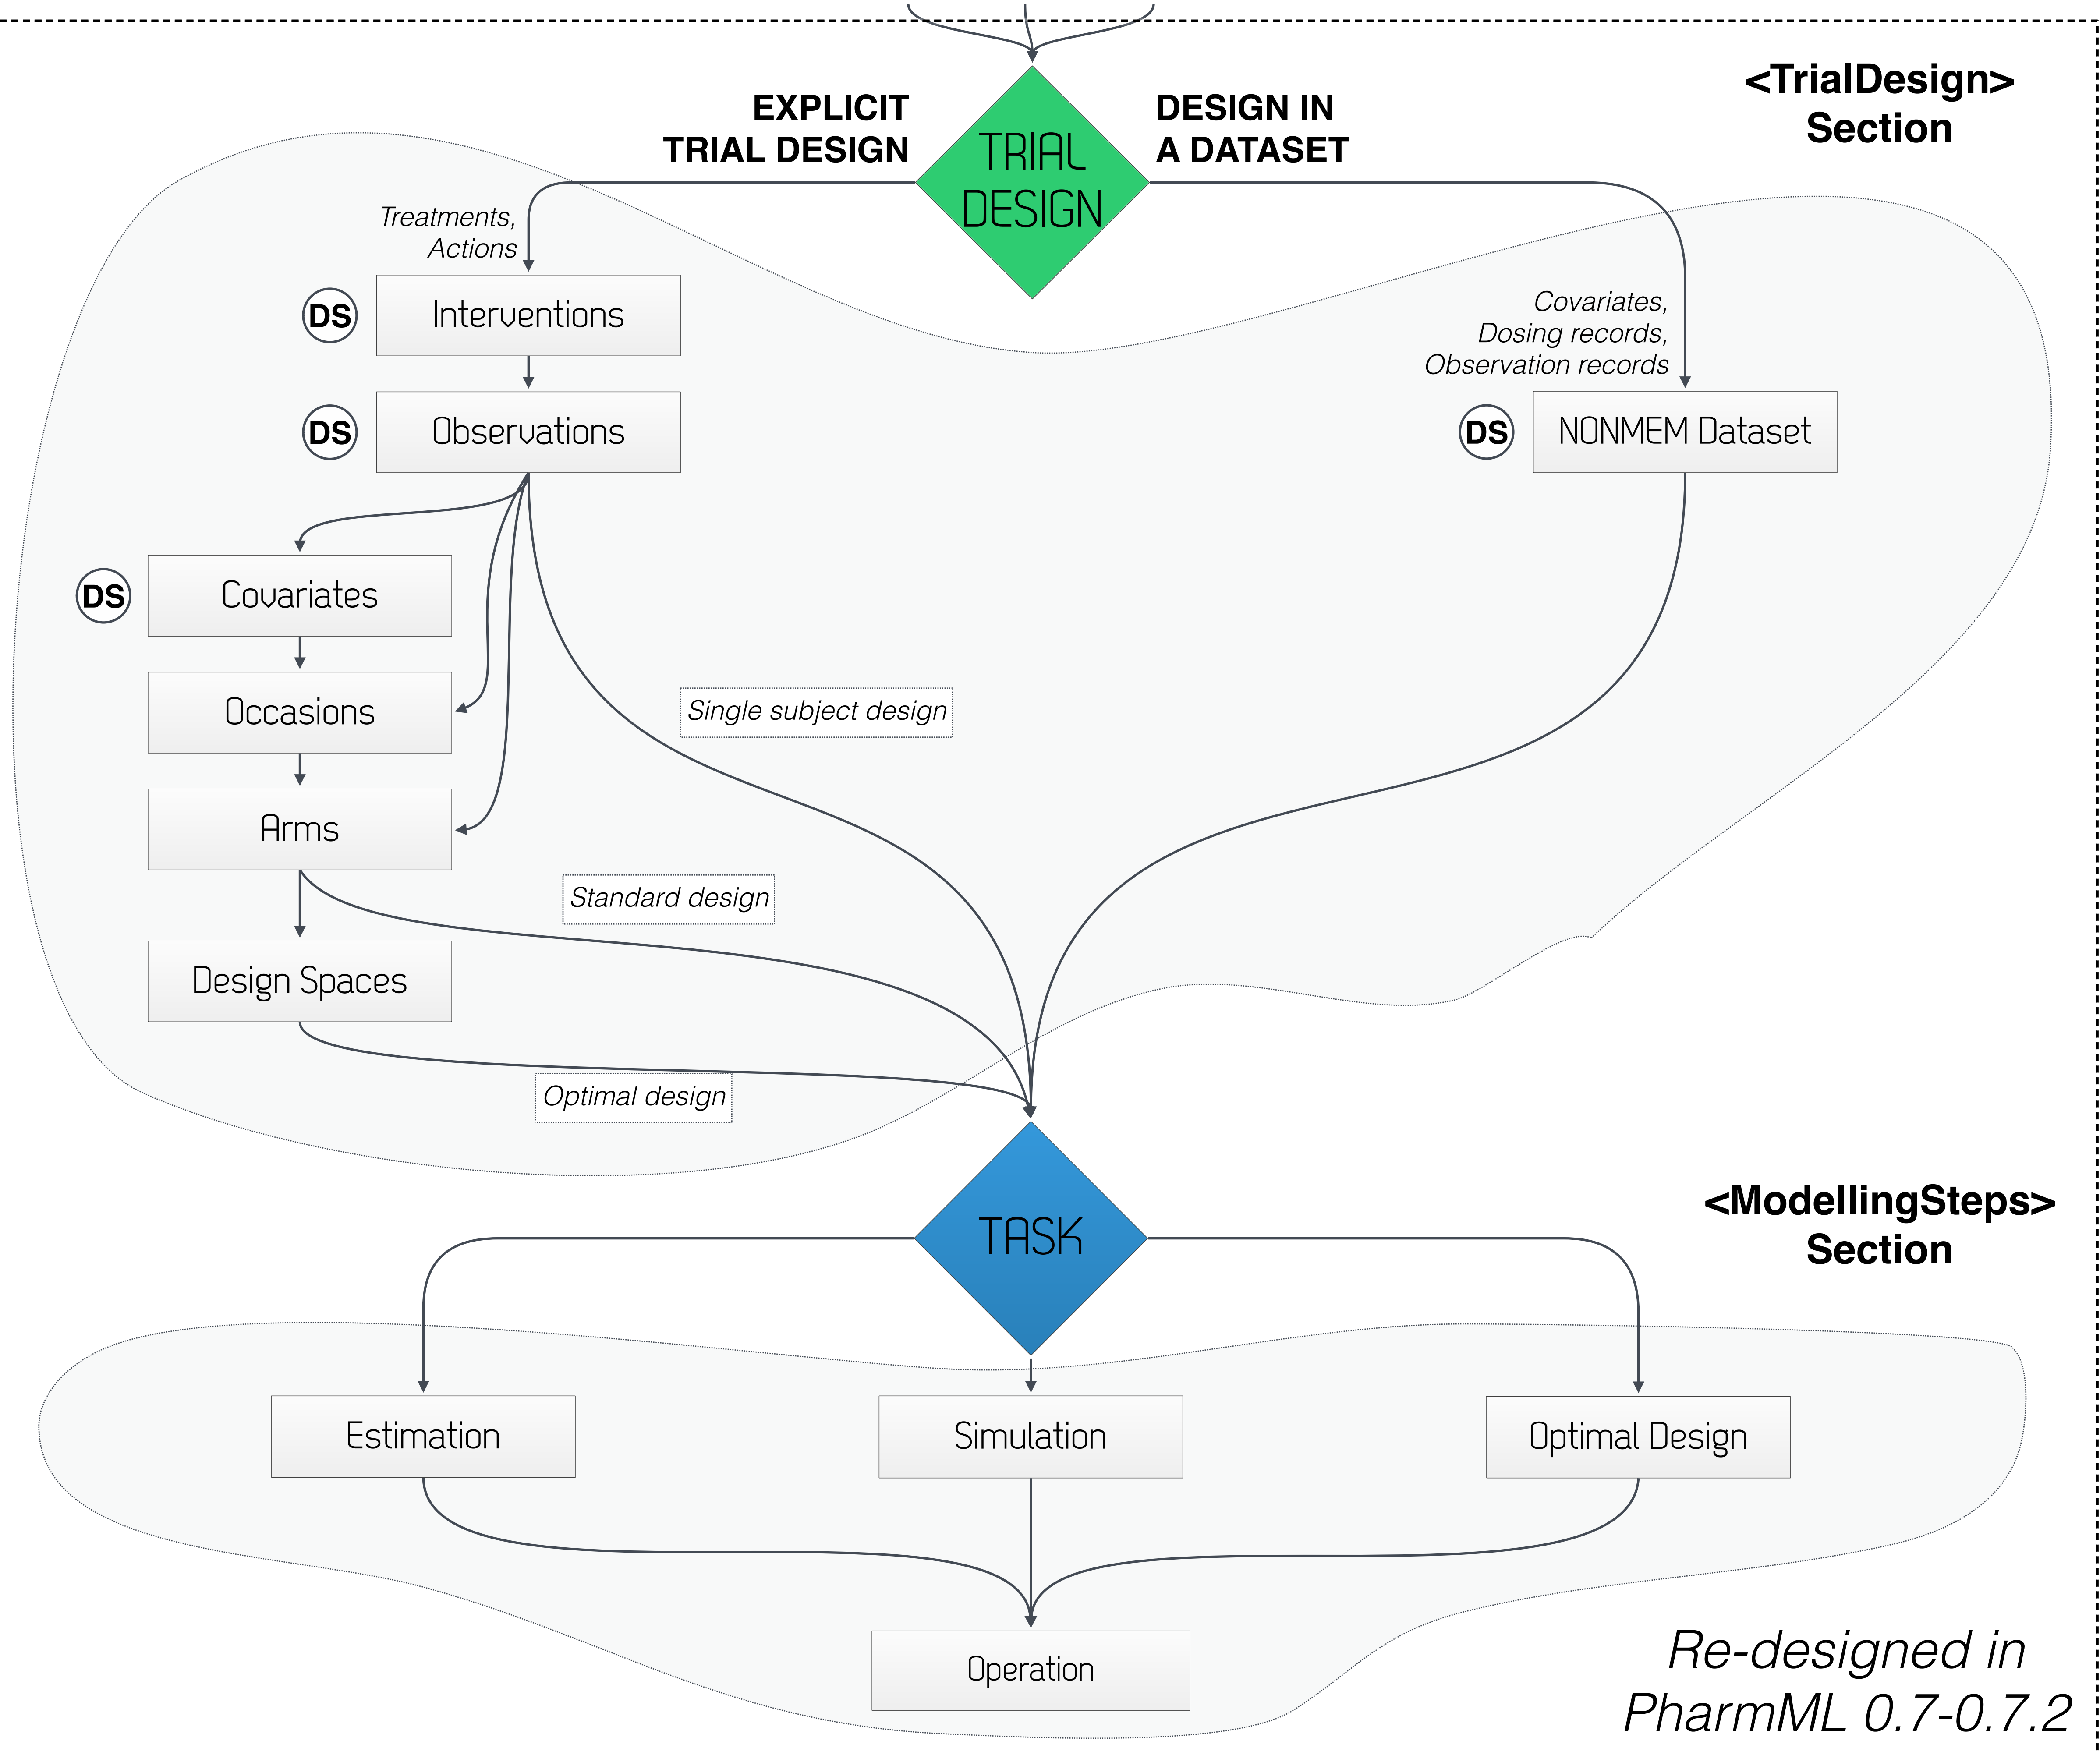 <TrialDesign>
Section
EXPLICIT
TRIAL DESIGN
DESIGN IN
A DATASET
TRIAL
DESIGN
Treatments,
Actions
DS
Interventions
Covariates,
Dosing records,
Observation records
DS
Observations
DS
NONMEM Dataset
DS
Covariates
Occasions
Single subject design
Arms
Standard design
Design Spaces
Optimal design
TASK
<ModellingSteps>
Section
Estimation
Simulation
Optimal Design
Operation
Re-designed in
PharmML 0.7-0.7.2